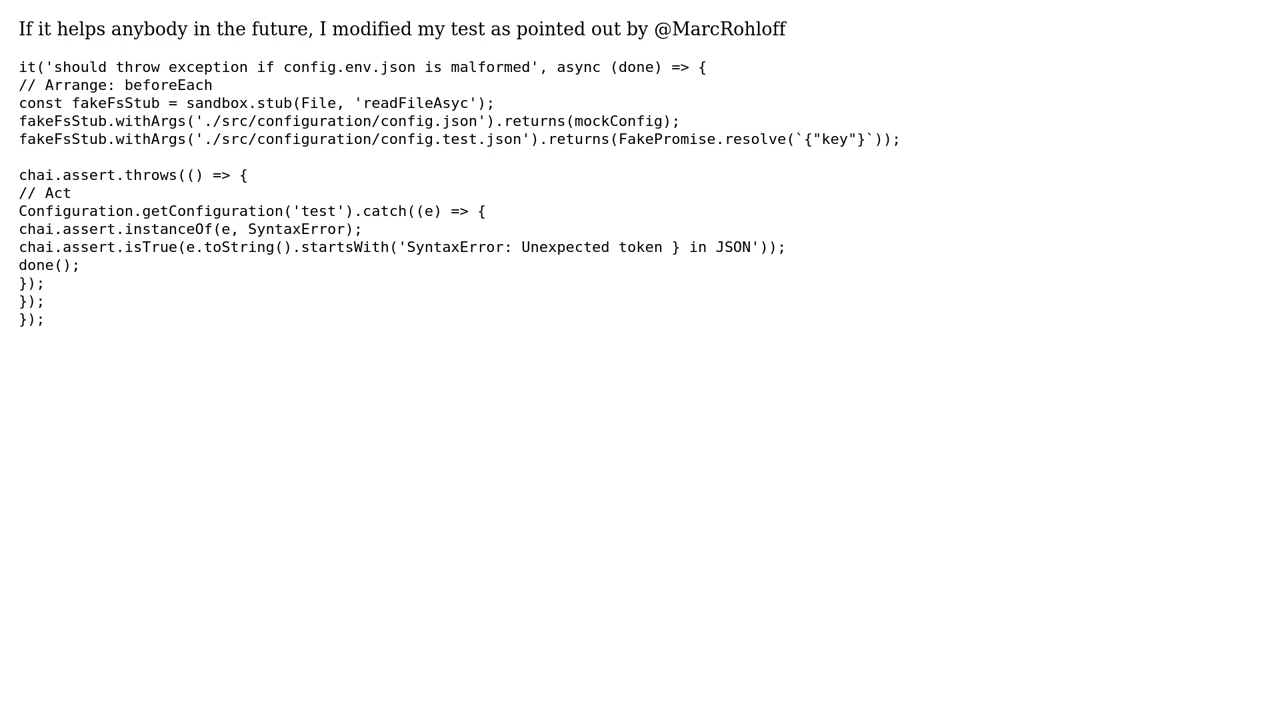 If it helps anybody in the future, I modified my test as pointed out by @MarcRohloff
it('should throw exception if config.env.json is malformed', async (done) => {
// Arrange: beforeEach
const fakeFsStub = sandbox.stub(File, 'readFileAsyc');
fakeFsStub.withArgs('./src/configuration/config.json').returns(mockConfig);
fakeFsStub.withArgs('./src/configuration/config.test.json').returns(FakePromise.resolve(`{"key"}`));

chai.assert.throws(() => {
// Act
Configuration.getConfiguration('test').catch((e) => {
chai.assert.instanceOf(e, SyntaxError);
chai.assert.isTrue(e.toString().startsWith('SyntaxError: Unexpected token } in JSON'));
done();
});
});
});